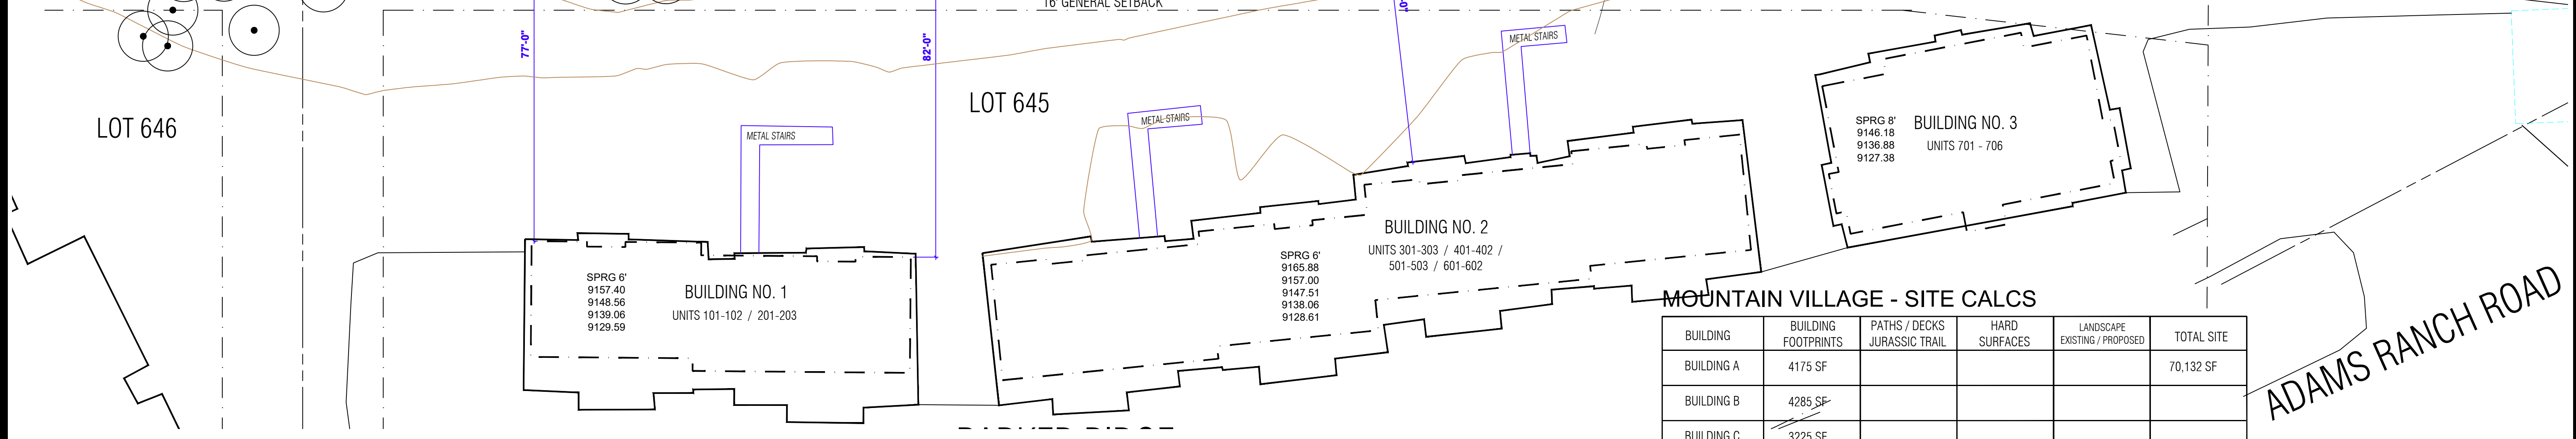 16' GENERAL SETBACK
77'-0"
82'-0"
METAL STAIRS
LOT 645
METAL STAIRS
LOT 646
METAL STAIRS
SPRG 8'
9146.18
9136.88
9127.38
BUILDING NO. 3
UNITS 701 - 706
SPRG 6'
9157.40
9148.56
9139.06
9129.59
BUILDING NO. 1
UNITS 101-102 / 201-203
SPRG 6'
9165.88
9157.00
9147.51
9138.06
9128.61
BUILDING NO. 2
UNITS 301-303 / 401-402 /
501-503 / 601-602
MOUNTAIN VILLAGE - SITE CALCS
BUILDING
BUILDING
FOOTPRINTS
PATHS / DECKS
JURASSIC TRAIL
HARD
SURFACES
LANDSCAPE
EXISTING / PROPOSED
TOTAL SITE
BUILDING A 4175 SF 70,132 SF
BUILDING B 4285 SF
BUILDING C 3225 SF
ADAMS RANCH ROAD